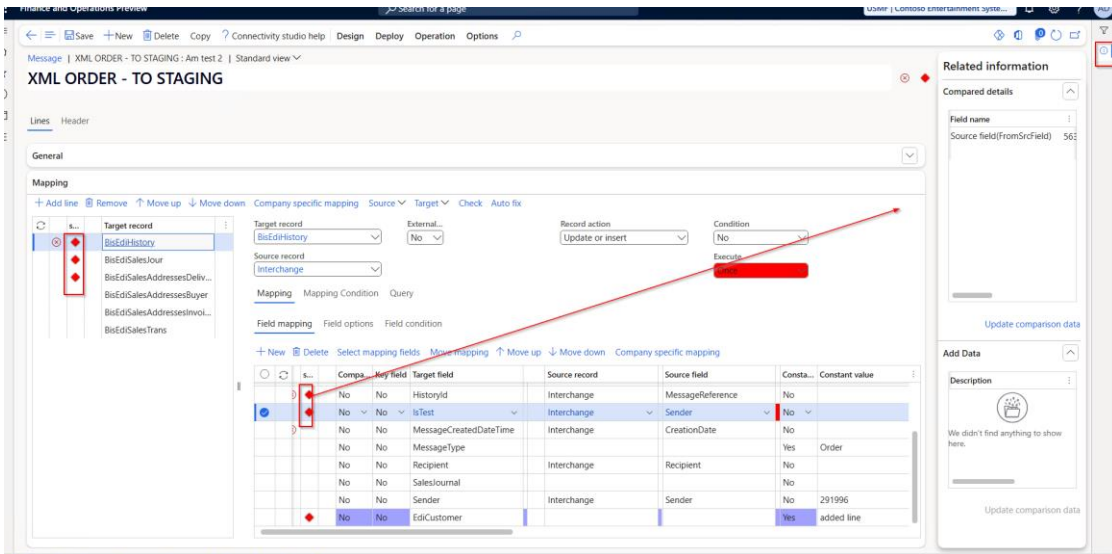 Finance and Operations Preview
Search for a page
USMF | Contoso Entertainment Syste...
AD
Save New Delete Copy ? Connectivity studio help Design Deploy Operation Options
Message | XML ORDER - TO STAGING : Am test 2 | Standard view
XML ORDER - TO STAGING
Lines Header
General
Mapping
+ Add line Remove Move up Move down Company specific mapping Source Target Check Auto fix
s... Target record
BisEdiHistory
BisEdiSalesJour
BisEdiSalesAddressesDeliv...
BisEdiSalesAddressesBuyer
BisEdiSalesAddressesInvoi...
BisEdiSalesTrans
Target record External... Record action Condition
BisEdiHistory No Update or insert No
Source record Execute
Interchange
Mapping Mapping Condition Query
Field mapping Field options Field condition
+ New Delete Select mapping fields Move mapping Move up Move down Company specific mapping
s... Compa... Key field Target field Source record Source field Consta... Constant value
No No HistoryId Interchange MessageReference No
No No IsTest Interchange Sender No
No No MessageCreatedDateTime Interchange CreationDate No
No No MessageType Yes Order
No No Recipient Interchange Recipient No
No No SalesJournal No
No No Sender Interchange Sender No 291996
No No EdiCustomer Yes added line
Related information
Compared details
Field name
Source field(FromSrcField) 563
Update comparison data
Add Data
Description
We didn't find anything to show
here.
Update comparison data